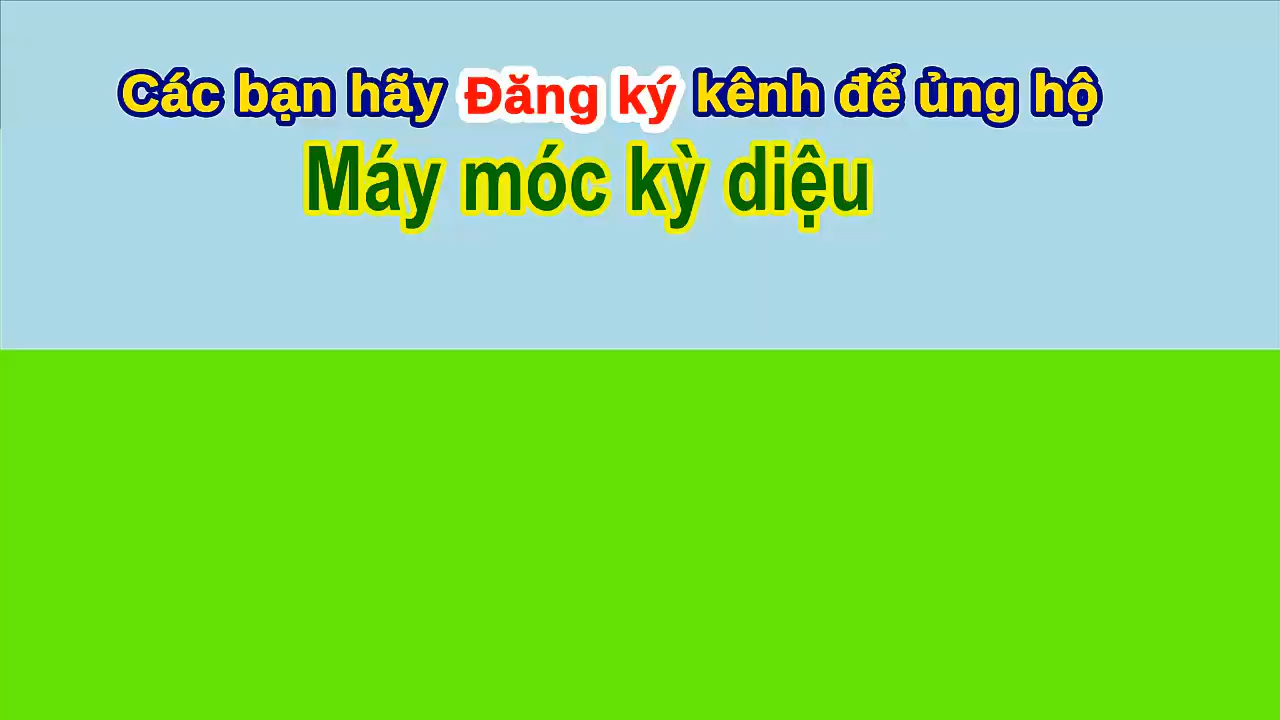 Các bạn hãy Đăng ký kênh để ủng hộ
Máy móc kỳ diệu